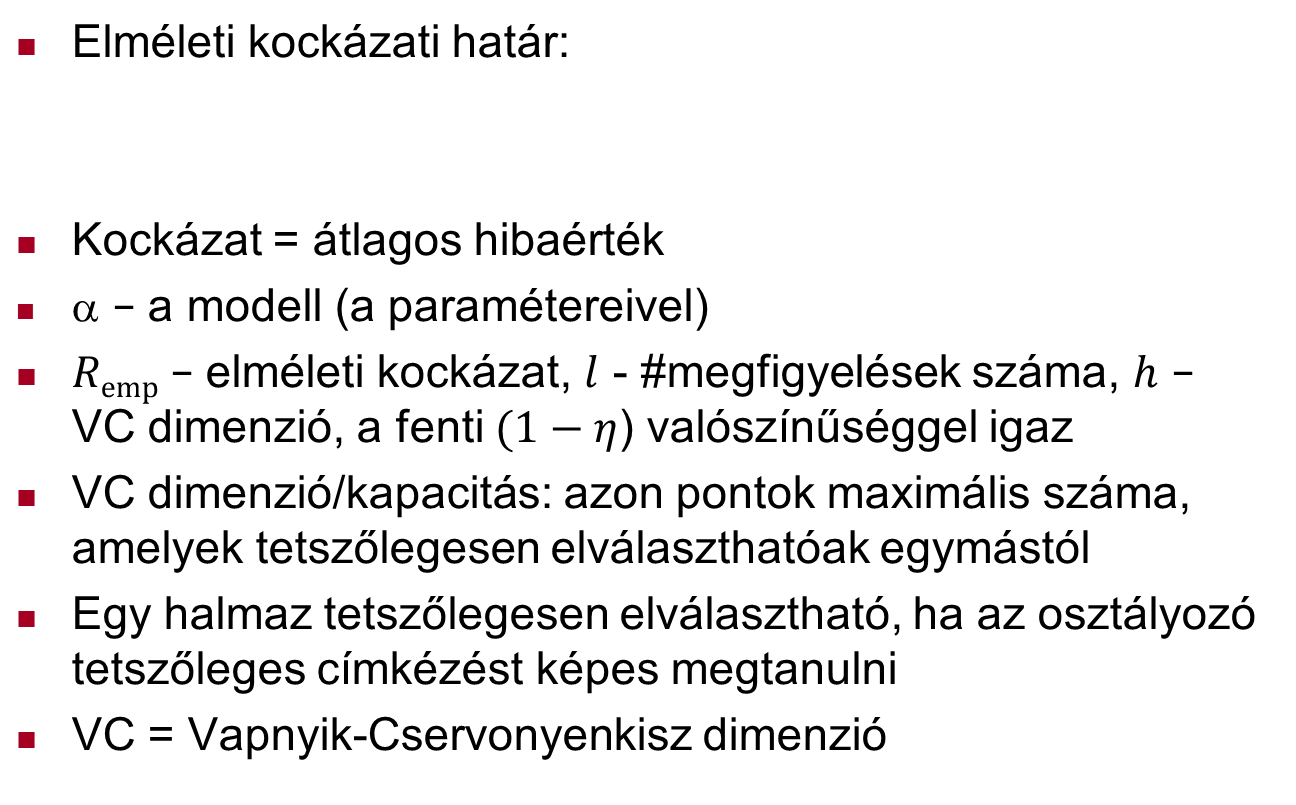 ▪ Elméleti kockázati határ:
▪ Kockázat = átlagos hibaérték
▪ α – a modell (a paramétereivel)
▪ R_emp – elméleti kockázat, l - #megfigyelések száma, h –
VC dimenzió, a fenti (1 − η) valószínűséggel igaz
▪ VC dimenzió/kapacitás: azon pontok maximális száma,
amelyek tetszőlegesen elválaszthatóak egymástól
▪ Egy halmaz tetszőlegesen elválasztható, ha az osztályozó
tetszőleges címkézést képes megtanulni
▪ VC = Vapnyik-Cservonyenkisz dimenzió